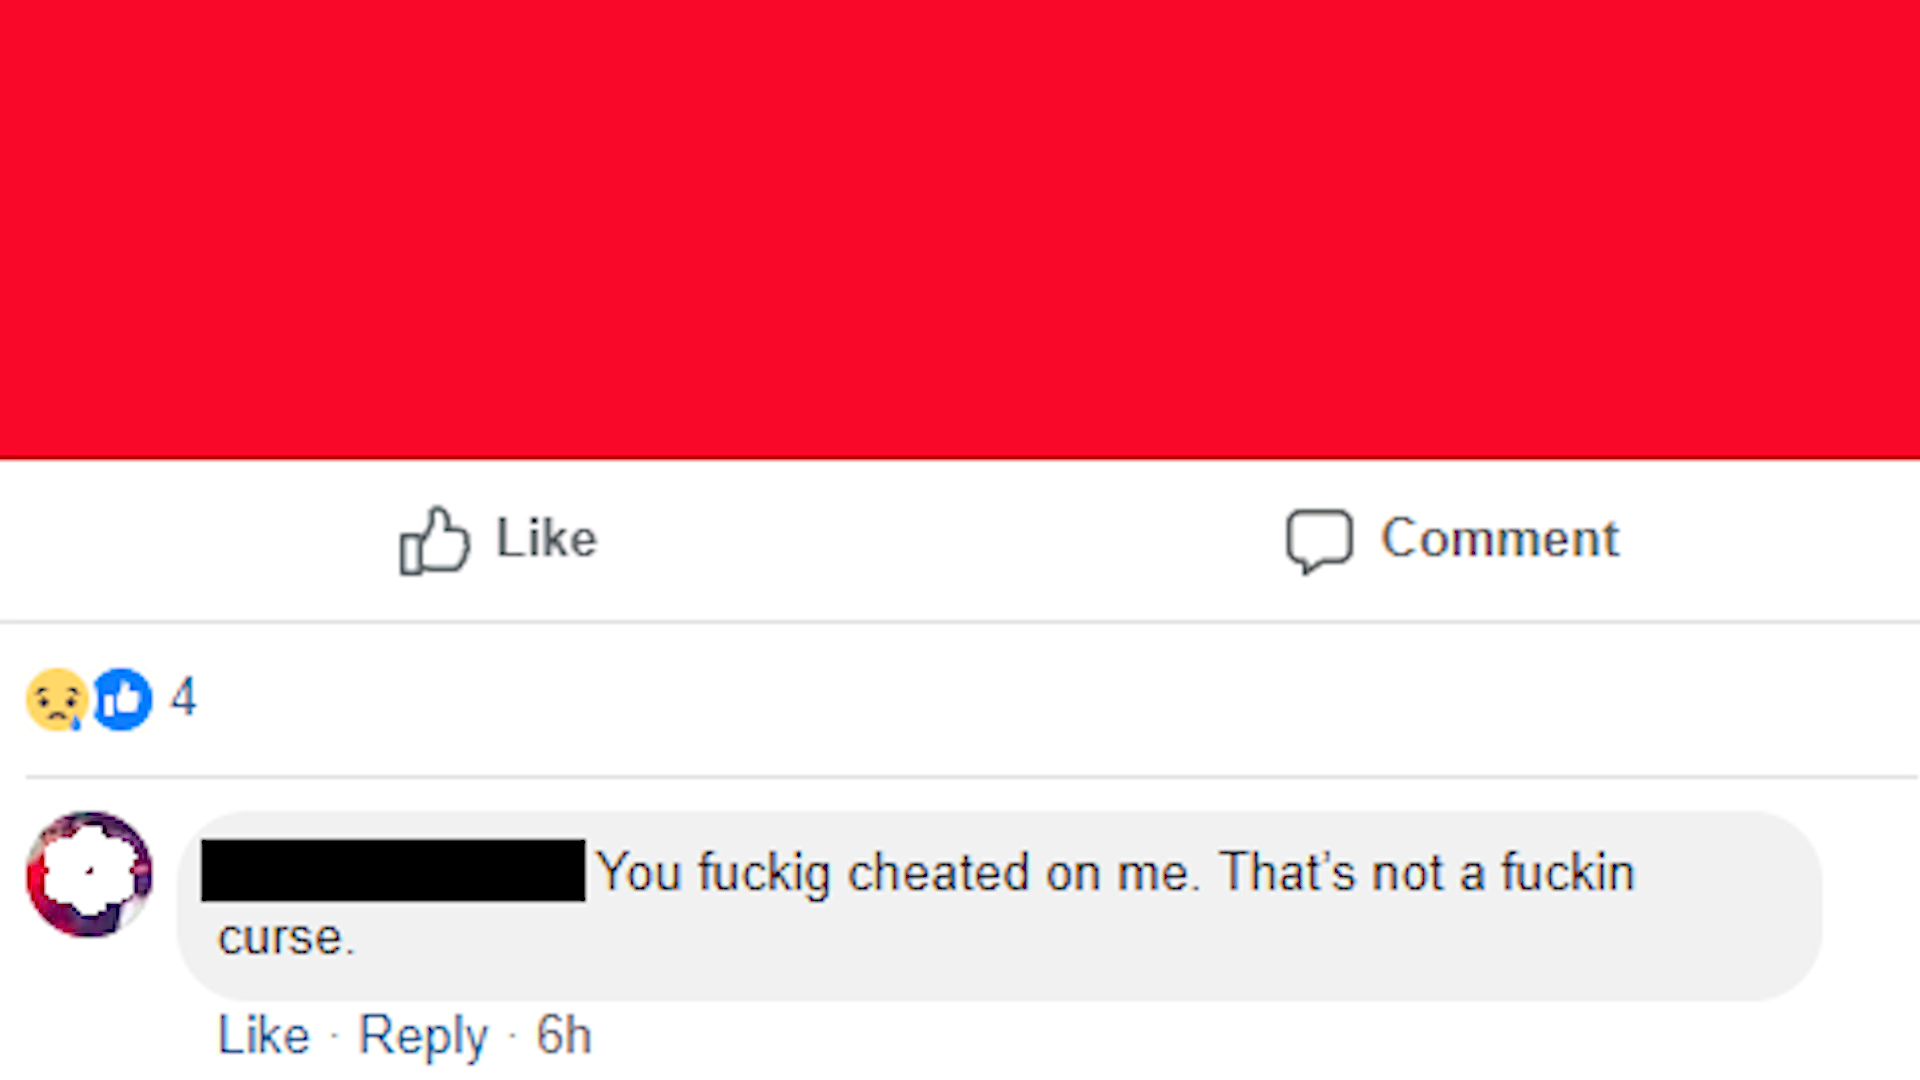 Like Comment
4
You fuckig cheated on me. That's not a fuckin
curse.
Like · Reply · 6h